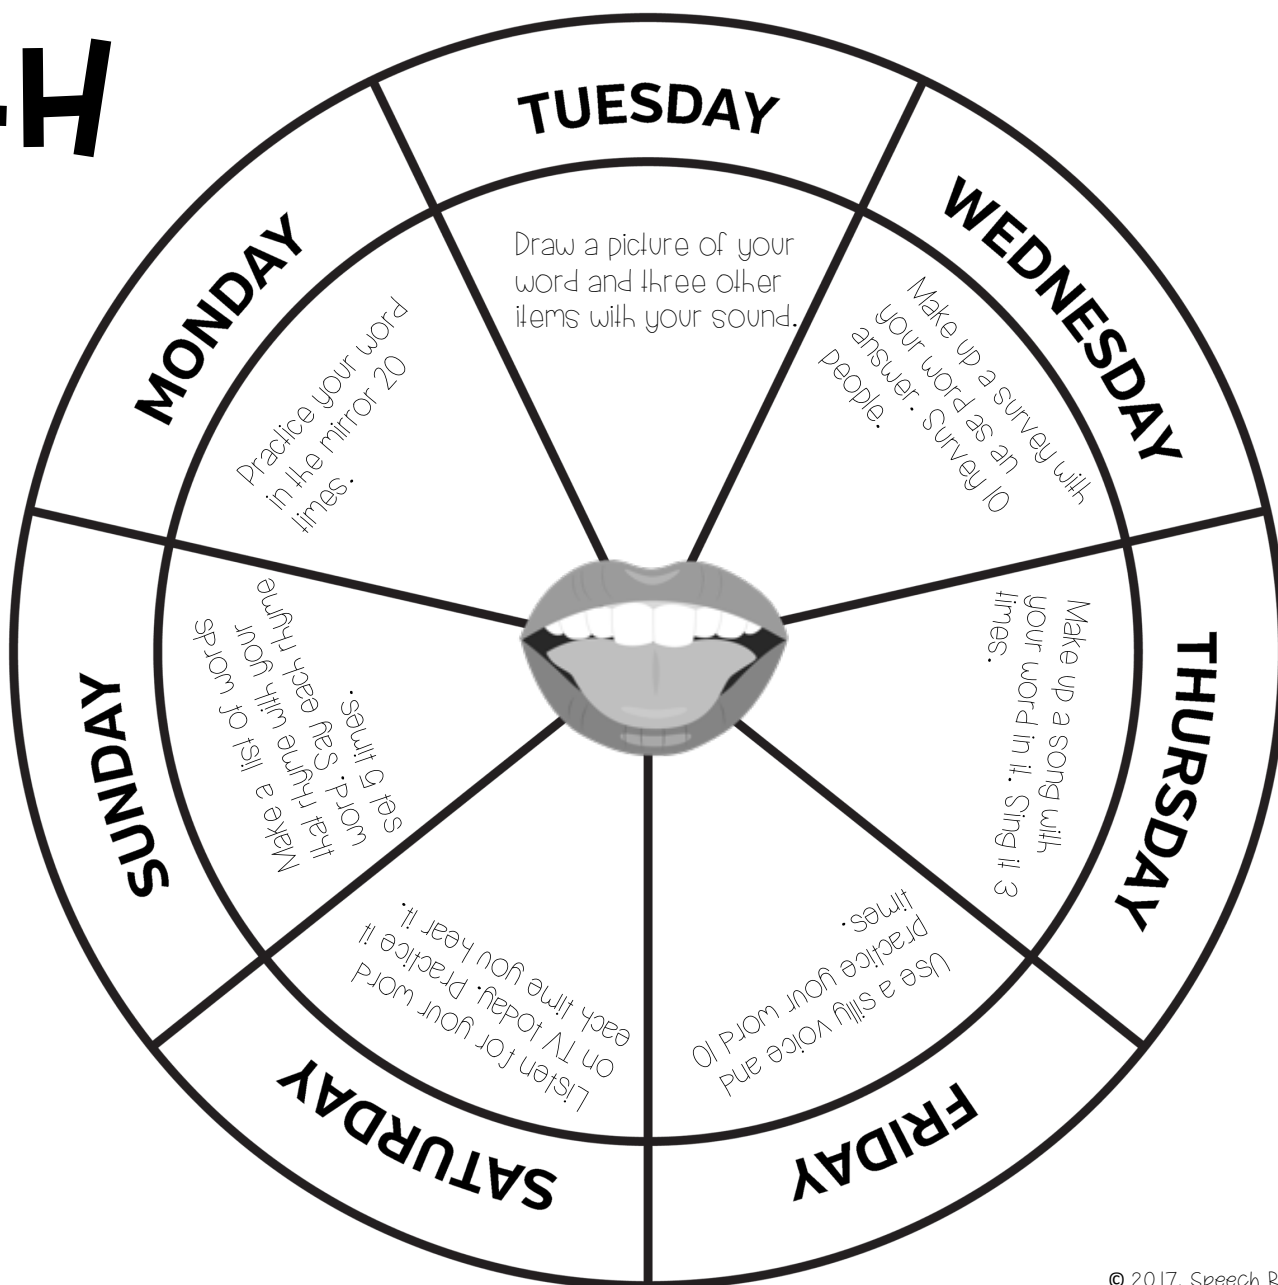 -H
MONDAY
Practice your word
in the mirror 20
times.
TUESDAY
Draw a picture of your
word and three other
items with your sound.
WEDNESDAY
Make up a survey with
your word as an
answer. Survey 10
people.
THURSDAY
Make up a song with
your word in it. Sing it 3
times.
FRIDAY
Use a silly voice and
practice your word 10
times.
SATURDAY
Listen for your word
on TV today. Practice it
each time you hear it.
SUNDAY
Make a list of words
that rhyme with your
word. Say each rhyme
set 5 times.
© 2017. Speech